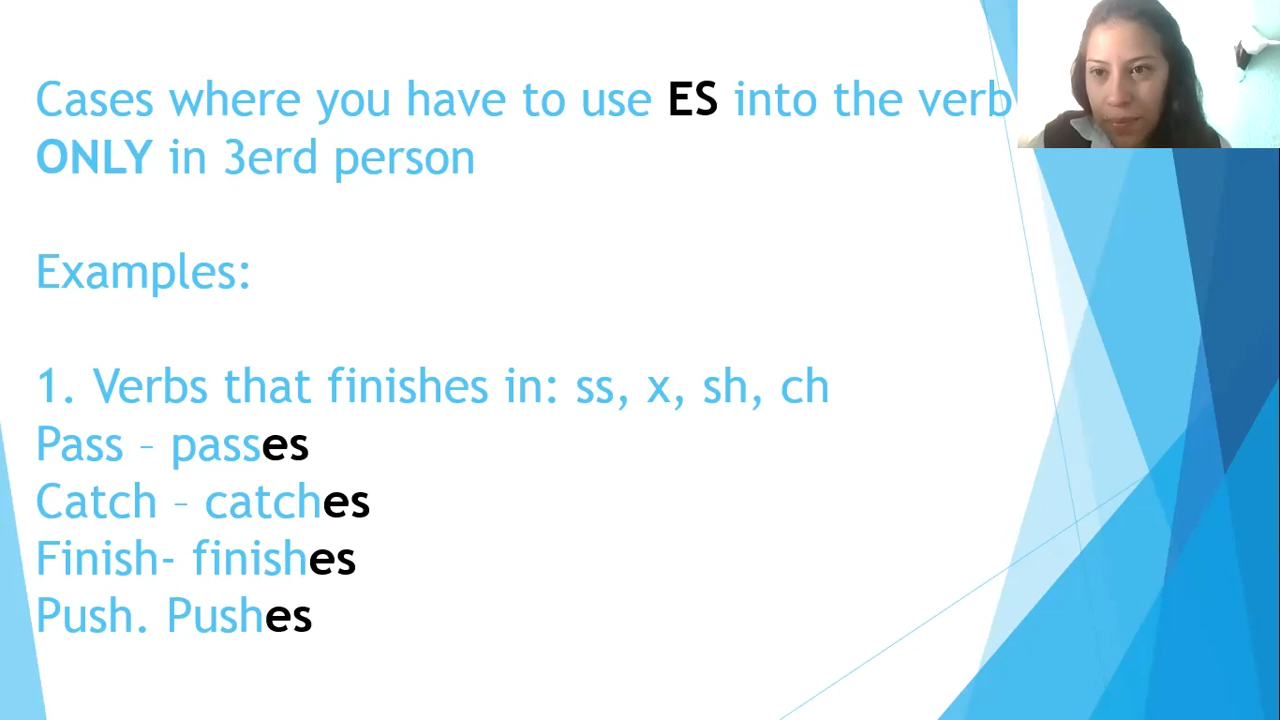 Cases where you have to use ES into the verb
ONLY in 3erd person
Examples:
1. Verbs that finishes in: ss, x, sh, ch
Pass – passes
Catch – catches
Finish- finishes
Push. Pushes